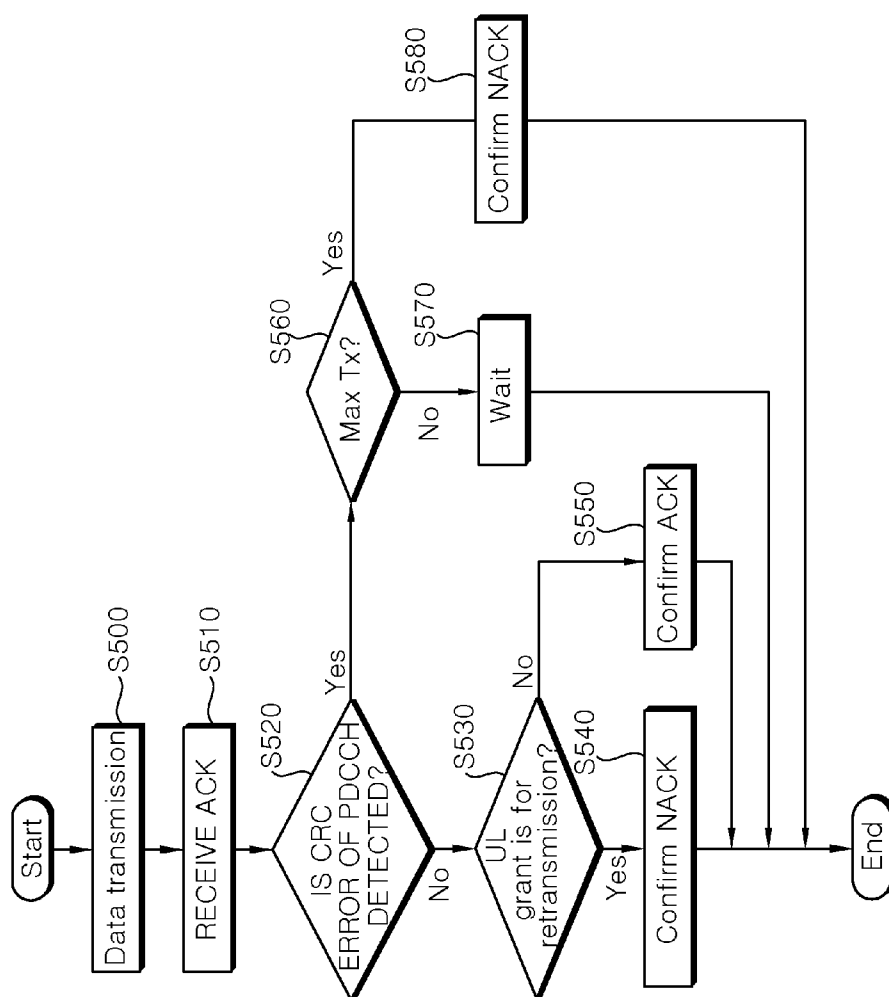 Start
Data transmission
S500
RECEIVE ACK
S510
IS CRC
ERROR OF PDCCH
DETECTED?
S520
Yes
No
Max Tx?
S560
Yes
No
Confirm NACK
S580
Wait
S570
UL
grant is for
retransmission?
S530
No
Yes
Confirm ACK
S550
Confirm NACK
S540
End